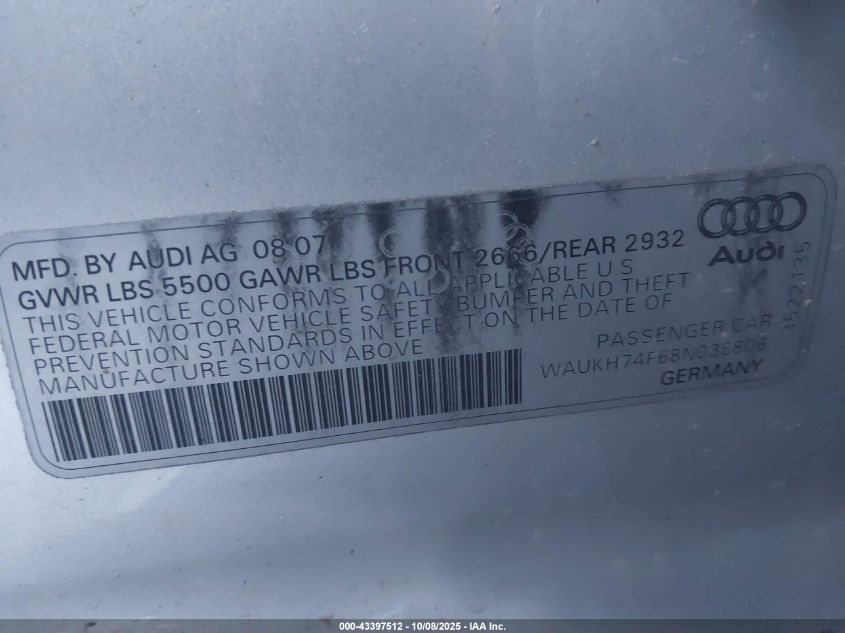 MFD. BY AUDI AG 08 07
GVWR LBS 5500 GAWR LBS FRONT 2666/REAR 2932
THIS VEHICLE CONFORMS TO ALL APPLICABLE U S
FEDERAL MOTOR VEHICLE SAFETY BUMPER AND THEFT
PREVENTION STANDARDS IN EFFECT ON THE DATE OF
MANUFACTURE SHOWN ABOVE
PASSENGER CAR
WAUKH74F68N038806
GERMANY
Audi
3522135
000-43397512 - 10/08/2025 - IAA Inc.